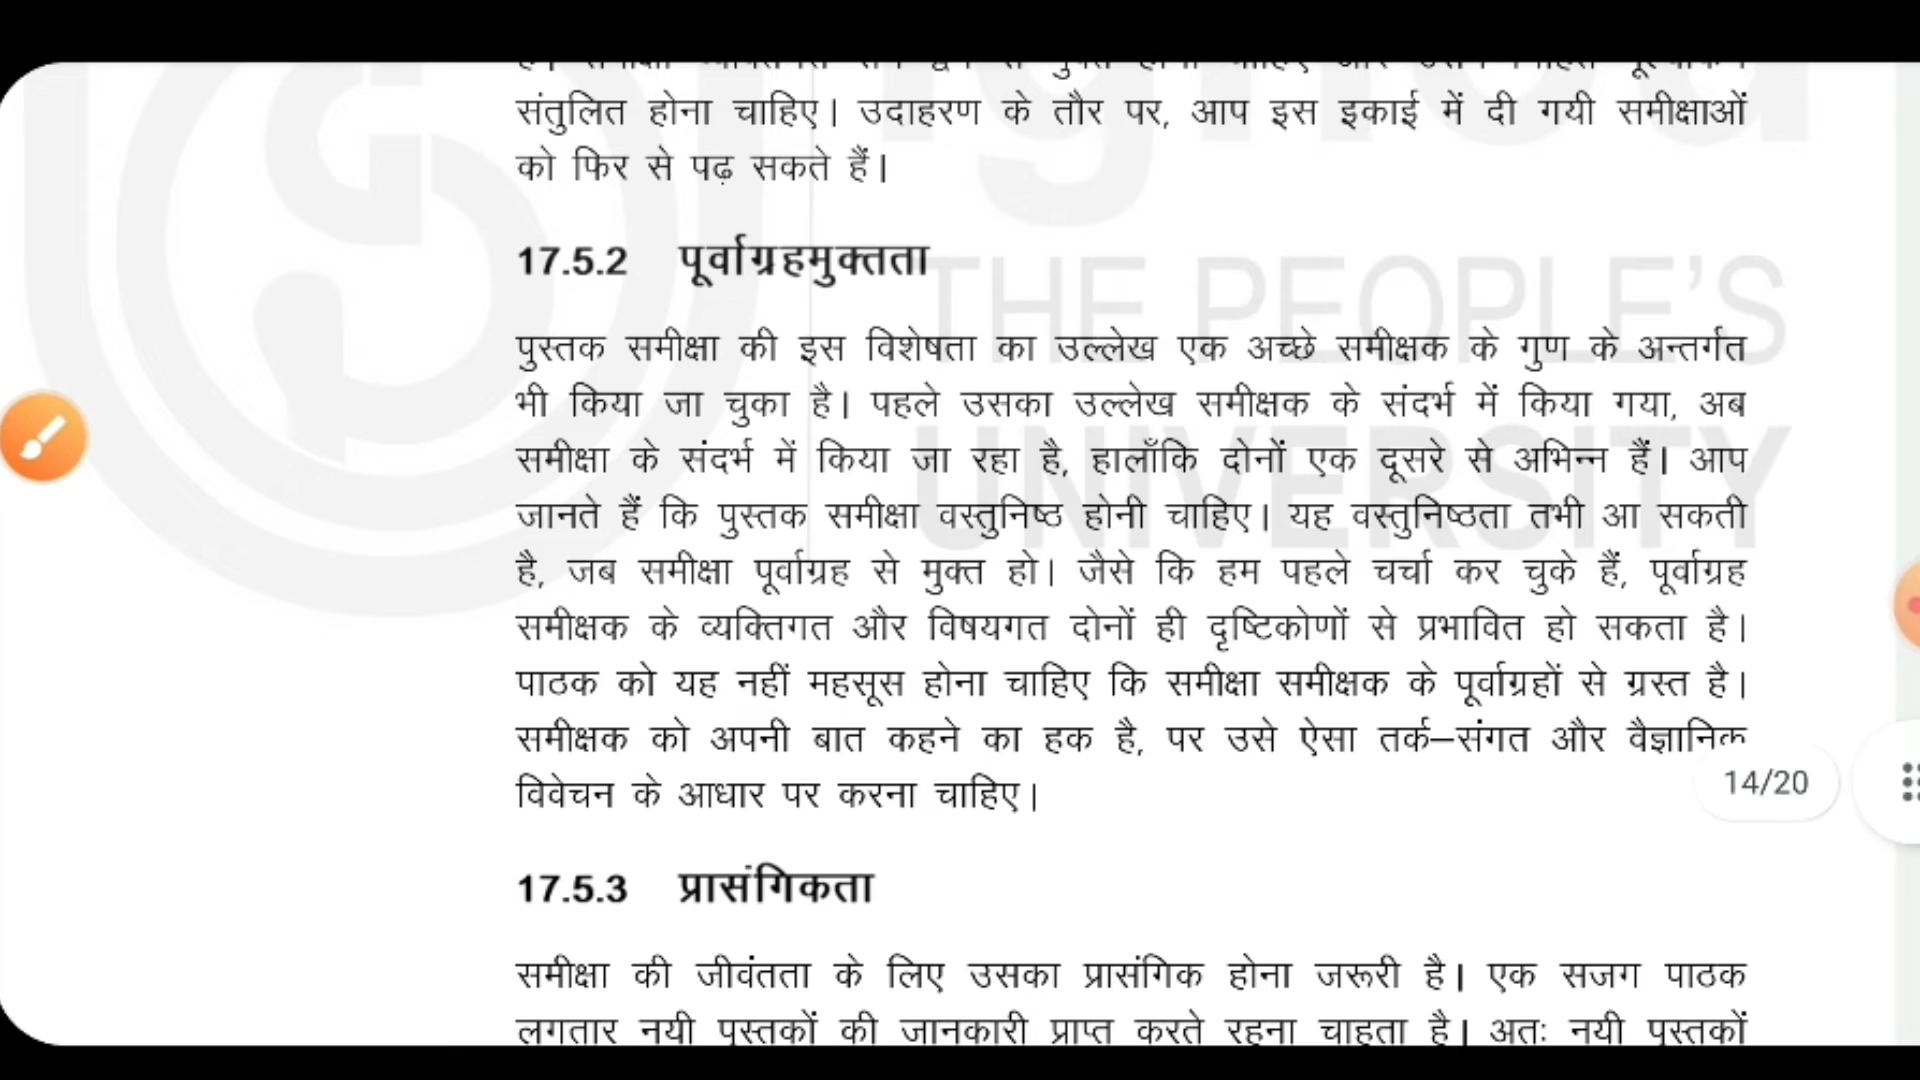 संतुलित होना चाहिए। उदाहरण के तौर पर, आप इस इकाई में दी गयी समीक्षाओं
को फिर से पढ़ सकते हैं।
17.5.2 पूर्वाग्रहमुक्तता
THE PEOPLE'S
UNIVERSITY
पुस्तक समीक्षा की इस विशेषता का उल्लेख एक अच्छे समीक्षक के गुण के अन्तर्गत
भी किया जा चुका है। पहले उसका उल्लेख समीक्षक के संदर्भ में किया गया, अब
समीक्षा के संदर्भ में किया जा रहा है, हालाँकि दोनों एक दूसरे से अभिन्न हैं। आप
जानते हैं कि पुस्तक समीक्षा वस्तुनिष्ठ होनी चाहिए। यह वस्तुनिष्ठता तभी आ सकती
है, जब समीक्षा पूर्वाग्रह से मुक्त हो। जैसे कि हम पहले चर्चा कर चुके हैं, पूर्वाग्रह
समीक्षक के व्यक्तिगत और विषयगत दोनों ही दृष्टिकोणों से प्रभावित हो सकता है।
पाठक को यह नहीं महसूस होना चाहिए कि समीक्षा समीक्षक के पूर्वाग्रहों से ग्रस्त है।
समीक्षक को अपनी बात कहने का हक है, पर उसे ऐसा तर्क–संगत और वैज्ञानिक
विवेचन के आधार पर करना चाहिए।
14/20
17.5.3 प्रासंगिकता
समीक्षा की जीवंतता के लिए उसका प्रासंगिक होना जरूरी है। एक सजग पाठक
लगतार नयी पुस्तकों की जानकारी प्राप्त करते रहना चाहता है। अतः नयी पुस्तकों